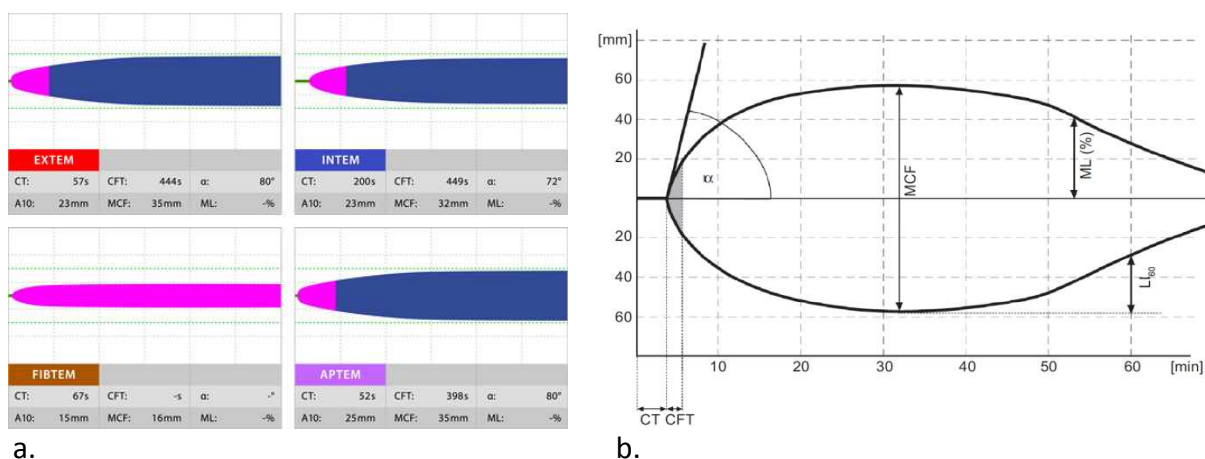 EXTEM
CT: 57s CFT: 444s α: 80°
A10: 23mm MCF: 35mm ML: -%
INTEM
CT: 200s CFT: 449s α: 72°
A10: 23mm MCF: 32mm ML: -%
FIBTEM
CT: 67s CFT: -s α: -°
A10: 15mm MCF: 16mm ML: -%
APTEM
CT: 52s CFT: 398s α: 80°
A10: 25mm MCF: 35mm ML: -%
a.
[mm]
60
40
20
20
40
60
α
MCF
ML (%)
LI60
10 20 30 40 50 60 [min]
CT CFT
b.